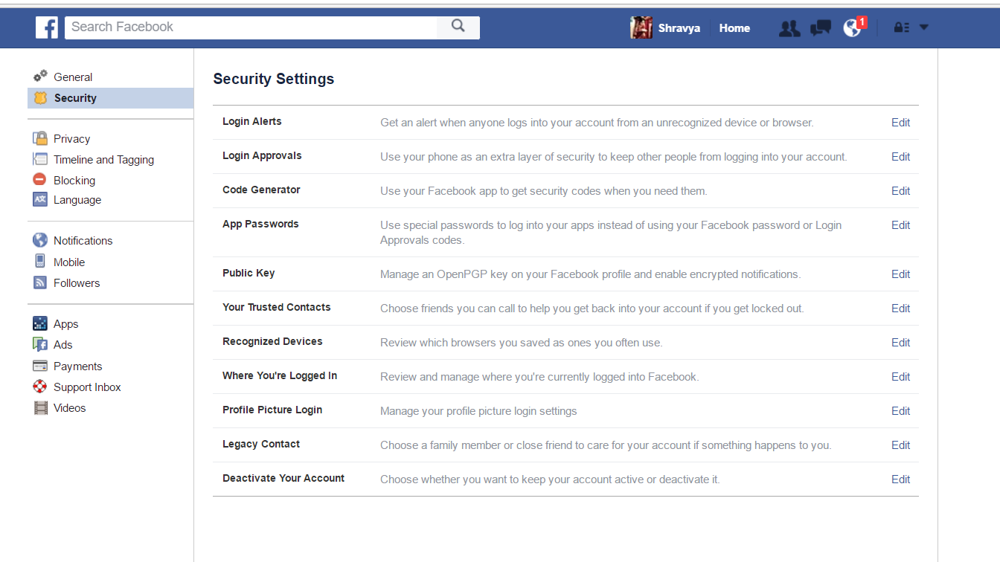 f Search Facebook Shravya Home 1
General
Security
Privacy
Timeline and Tagging
Blocking
Language
Notifications
Mobile
Followers
Apps
Ads
Payments
Support Inbox
Videos
Security Settings
Login Alerts Get an alert when anyone logs into your account from an unrecognized device or browser. Edit
Login Approvals Use your phone as an extra layer of security to keep other people from logging into your account. Edit
Code Generator Use your Facebook app to get security codes when you need them. Edit
App Passwords Use special passwords to log into your apps instead of using your Facebook password or Login Edit
Approvals codes.
Public Key Manage an OpenPGP key on your Facebook profile and enable encrypted notifications. Edit
Your Trusted Contacts Choose friends you can call to help you get back into your account if you get locked out. Edit
Recognized Devices Review which browsers you saved as ones you often use. Edit
Where You're Logged In Review and manage where you're currently logged into Facebook. Edit
Profile Picture Login Manage your profile picture login settings Edit
Legacy Contact Choose a family member or close friend to care for your account if something happens to you. Edit
Deactivate Your Account Choose whether you want to keep your account active or deactivate it. Edit